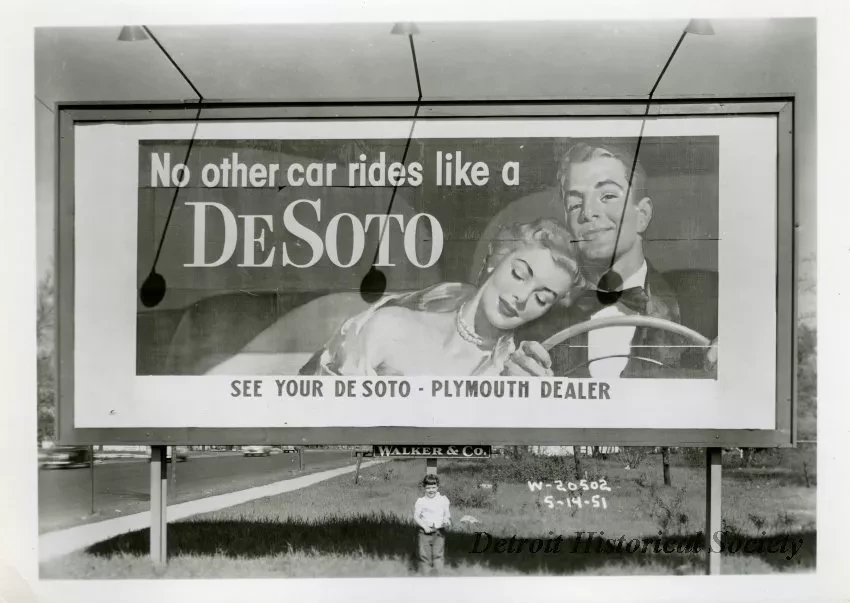 No other car rides like a
DESOTO
SEE YOUR DE SOTO - PLYMOUTH DEALER
WALKER & CO.
W-20502
5-14-51
Detroit Historical Society